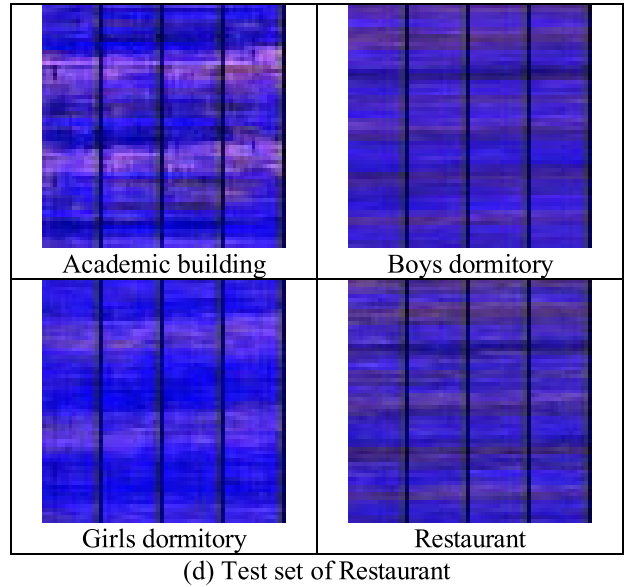 Academic building
Boys dormitory
Girls dormitory
Restaurant
(d) Test set of Restaurant